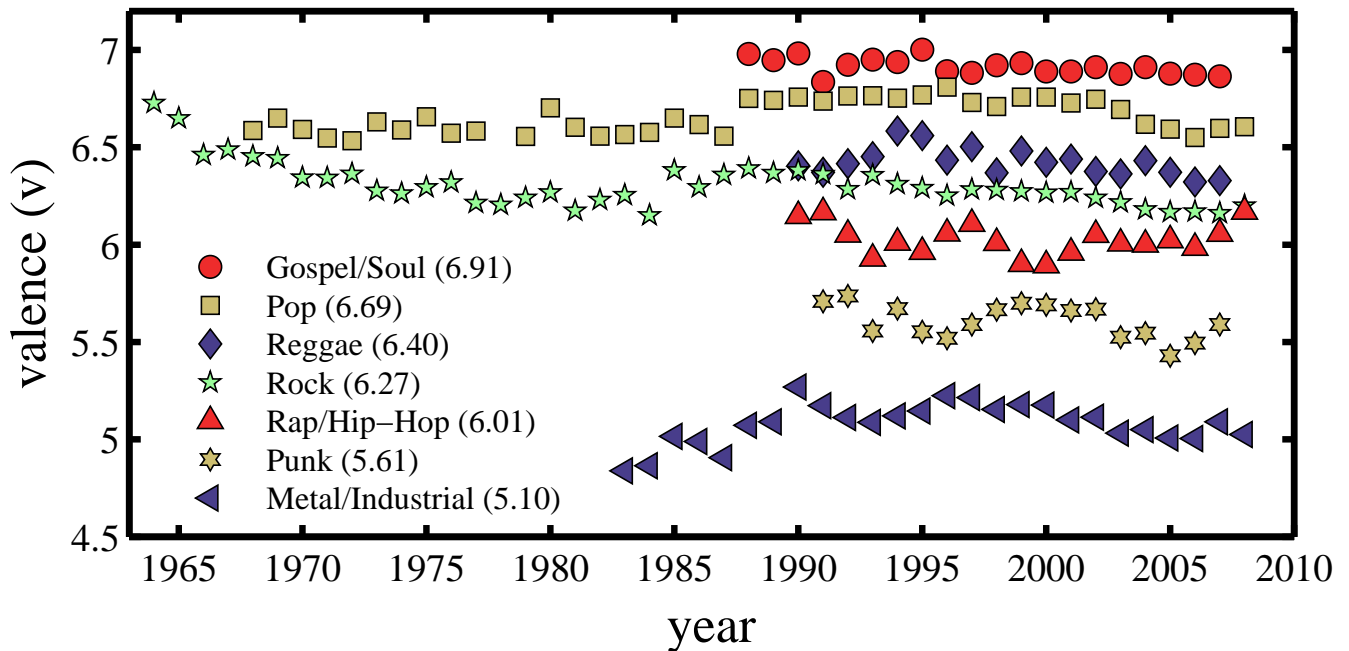 7
6.5
6
5.5
5
4.5
valence (v)
Gospel/Soul (6.91)
Pop (6.69)
Reggae (6.40)
Rock (6.27)
Rap/Hip−Hop (6.01)
Punk (5.61)
Metal/Industrial (5.10)
1965 1970 1975 1980 1985 1990 1995 2000 2005 2010
year